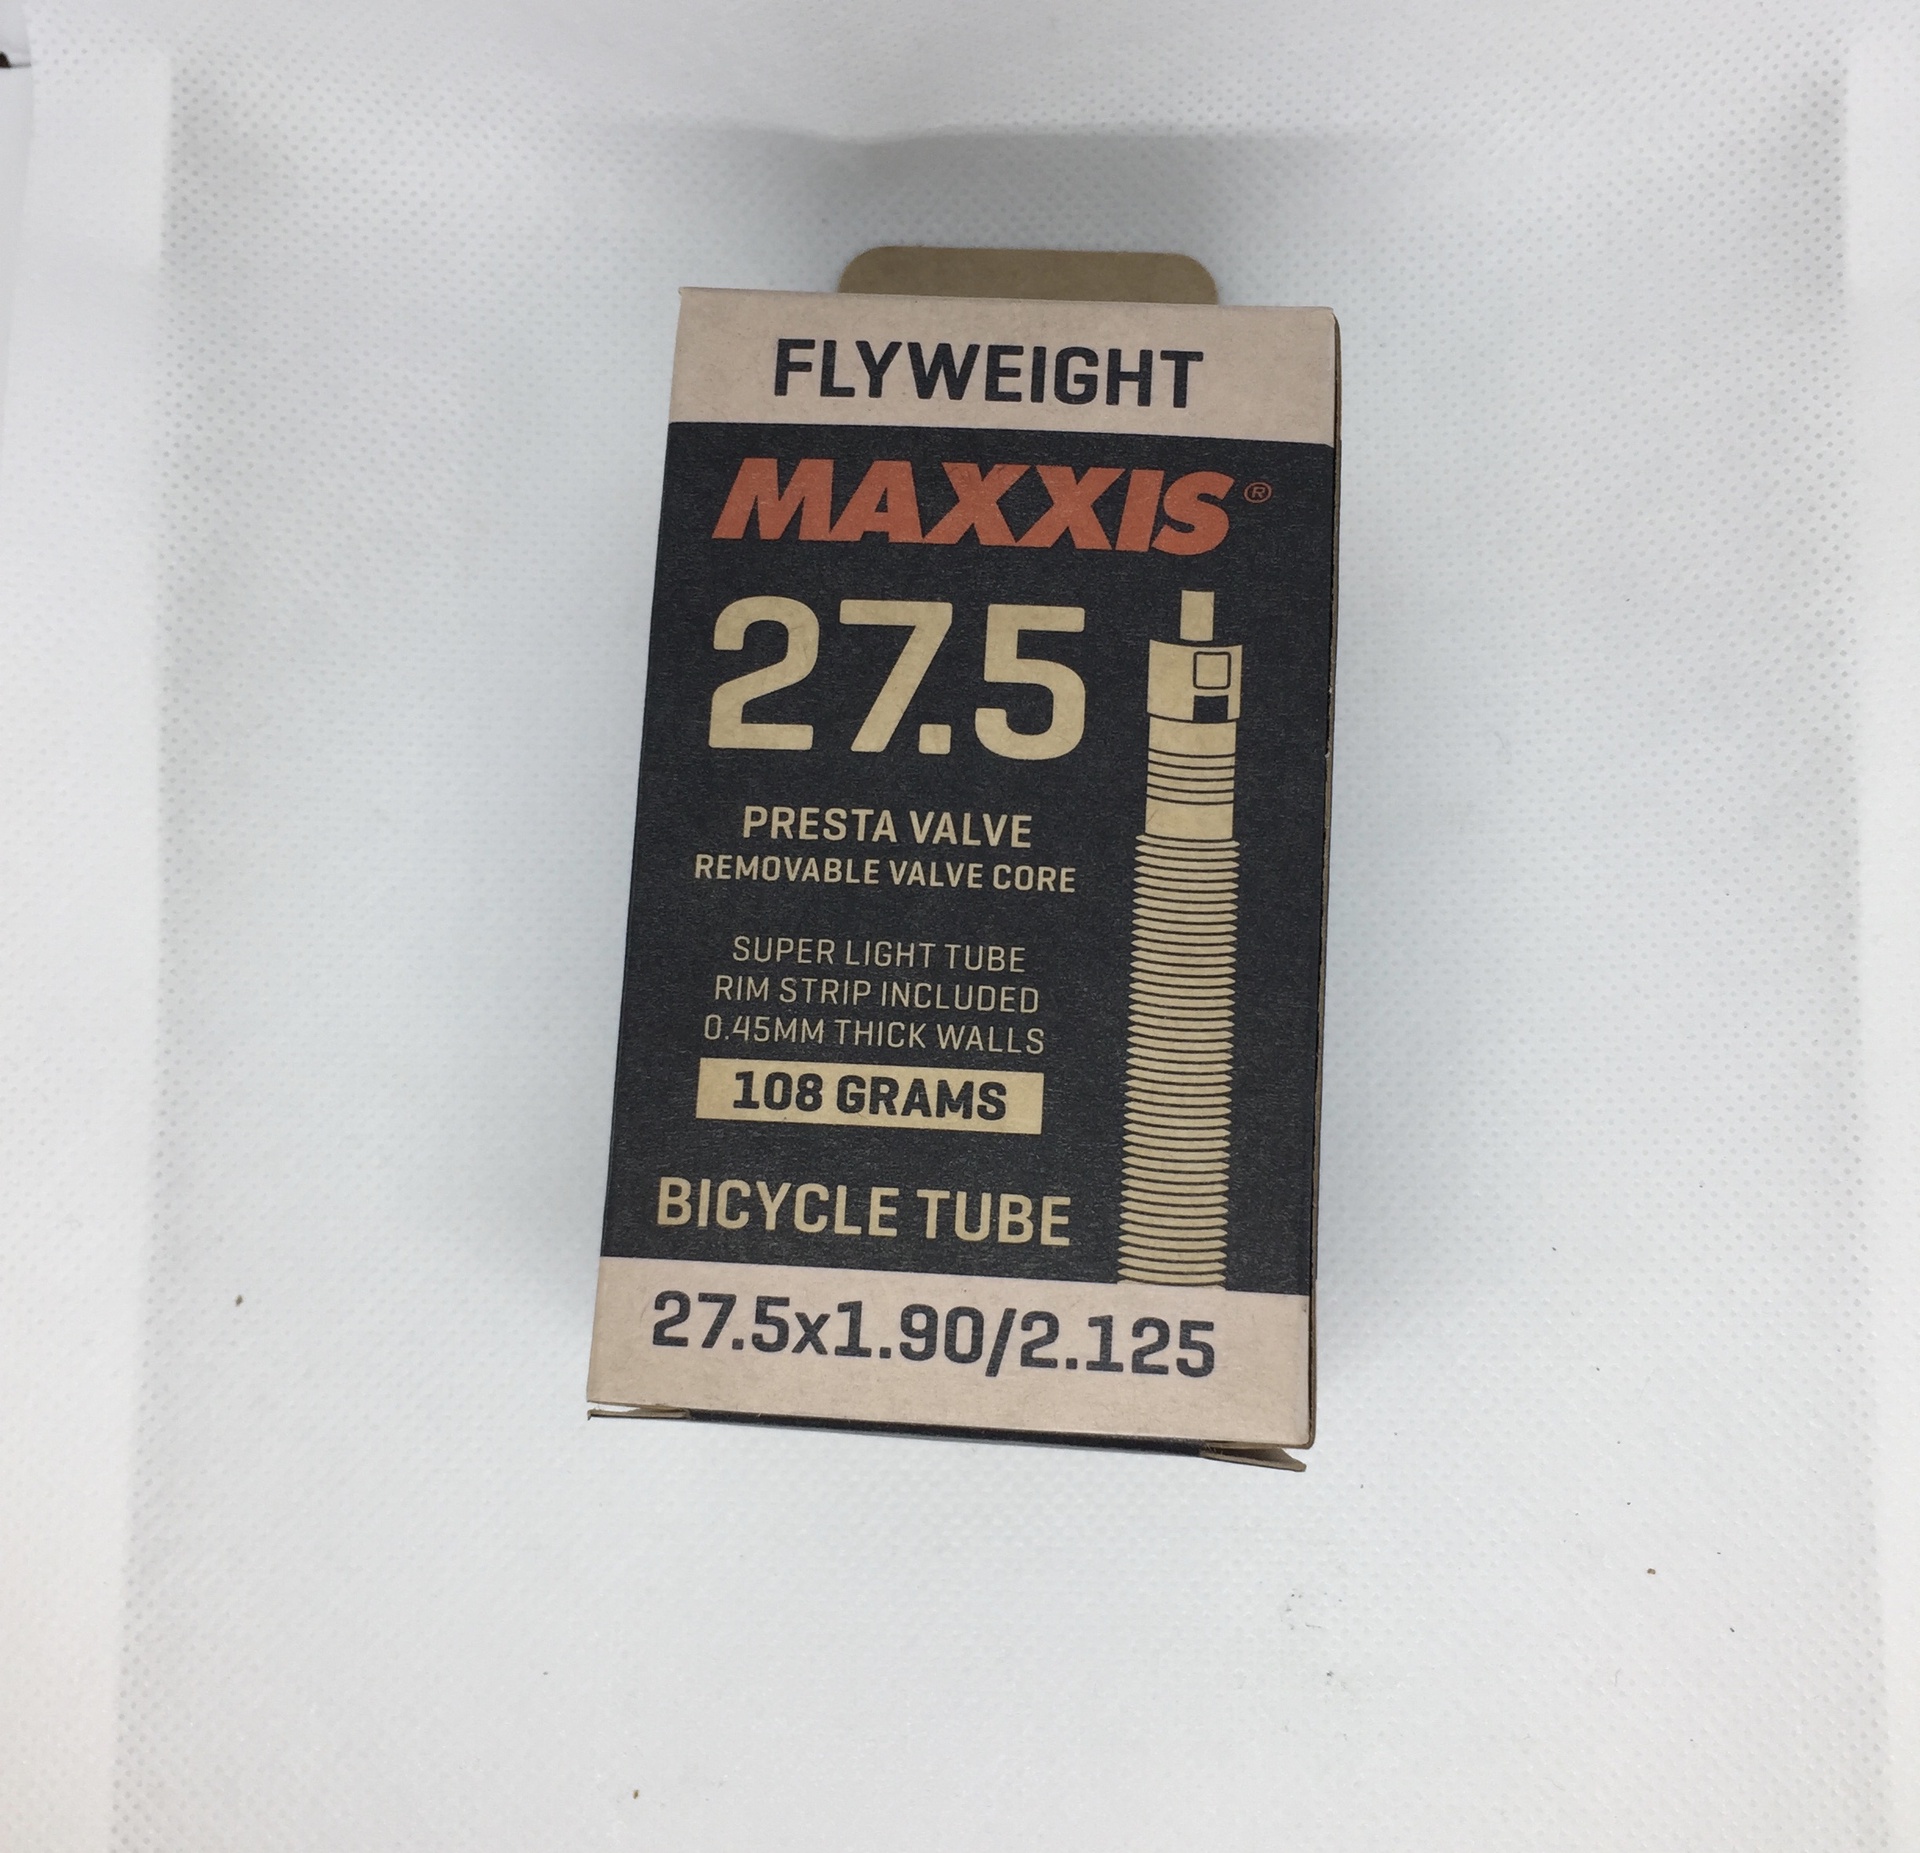 FLYWEIGHT
MAXXIS®
27.5
PRESTA VALVE
REMOVABLE VALVE CORE
SUPER LIGHT TUBE
RIM STRIP INCLUDED
0.45MM THICK WALLS
108 GRAMS
BICYCLE TUBE
27.5x1.90/2.125